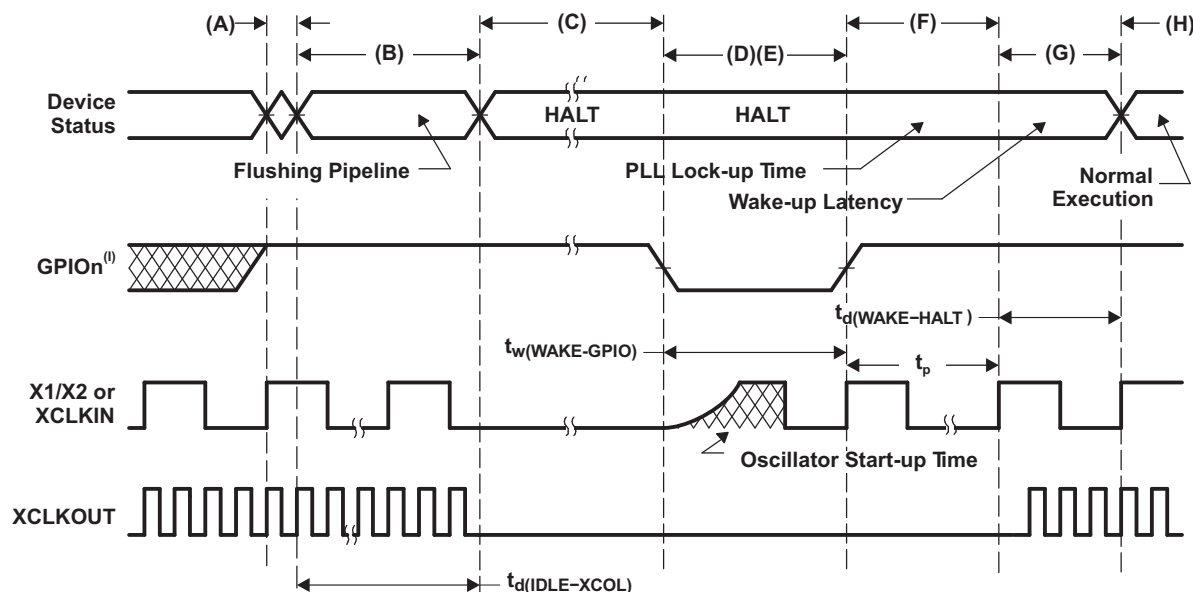 (A)
(B)
(C)
(D)(E)
(F)
(G)
(H)
Device
Status
HALT
HALT
Flushing Pipeline
PLL Lock-up Time
Wake-up Latency
Normal
Execution
GPIOn(I)
td(WAKE−HALT)
tw(WAKE-GPIO)
tp
X1/X2 or
XCLKIN
Oscillator Start-up Time
XCLKOUT
td(IDLE−XCOL)